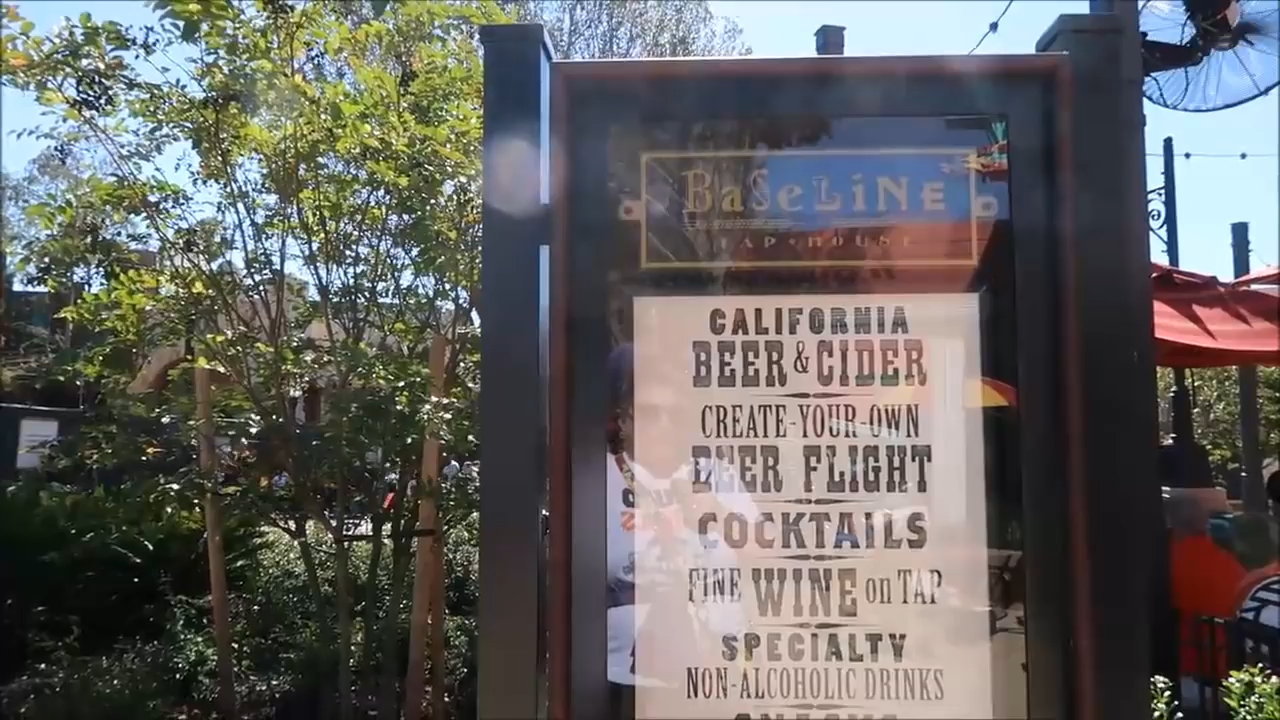 BaSeLiNE
TAP•HOUSE
CALIFORNIA
BEER & CIDER
CREATE-YOUR-OWN
BEER FLIGHT
COCKTAILS
FINE WINE on TAP
SPECIALTY
NON-ALCOHOLIC DRINKS